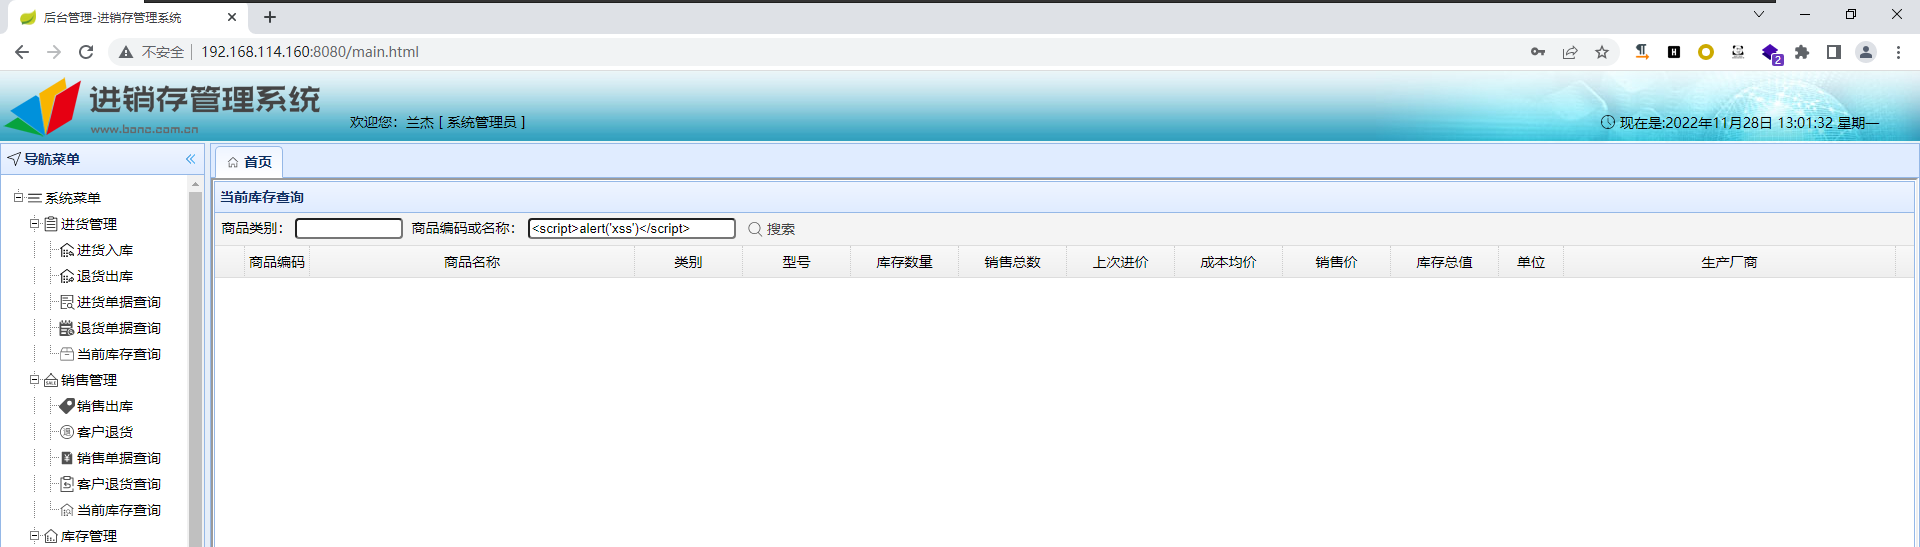 后台管理-进销存管理系统
不安全 192.168.114.160:8080/main.html
2
进销存管理系统
www.bong.com.cn
欢迎您：兰杰 [ 系统管理员 ]
现在是:2022年11月28日 13:01:32 星期一
导航菜单
首页
当前库存查询
商品类别： 商品编码或名称： <script>alert('xss')</script> 搜索
商品编码 商品名称 类别 型号 库存数量 销售总数 上次进价 成本均价 销售价 库存总值 单位 生产厂商
系统菜单
进货管理
进货入库
退货出库
进货单据查询
退货单据查询
当前库存查询
销售管理
销售出库
客户退货
销售单据查询
客户退货查询
当前库存查询
库存管理